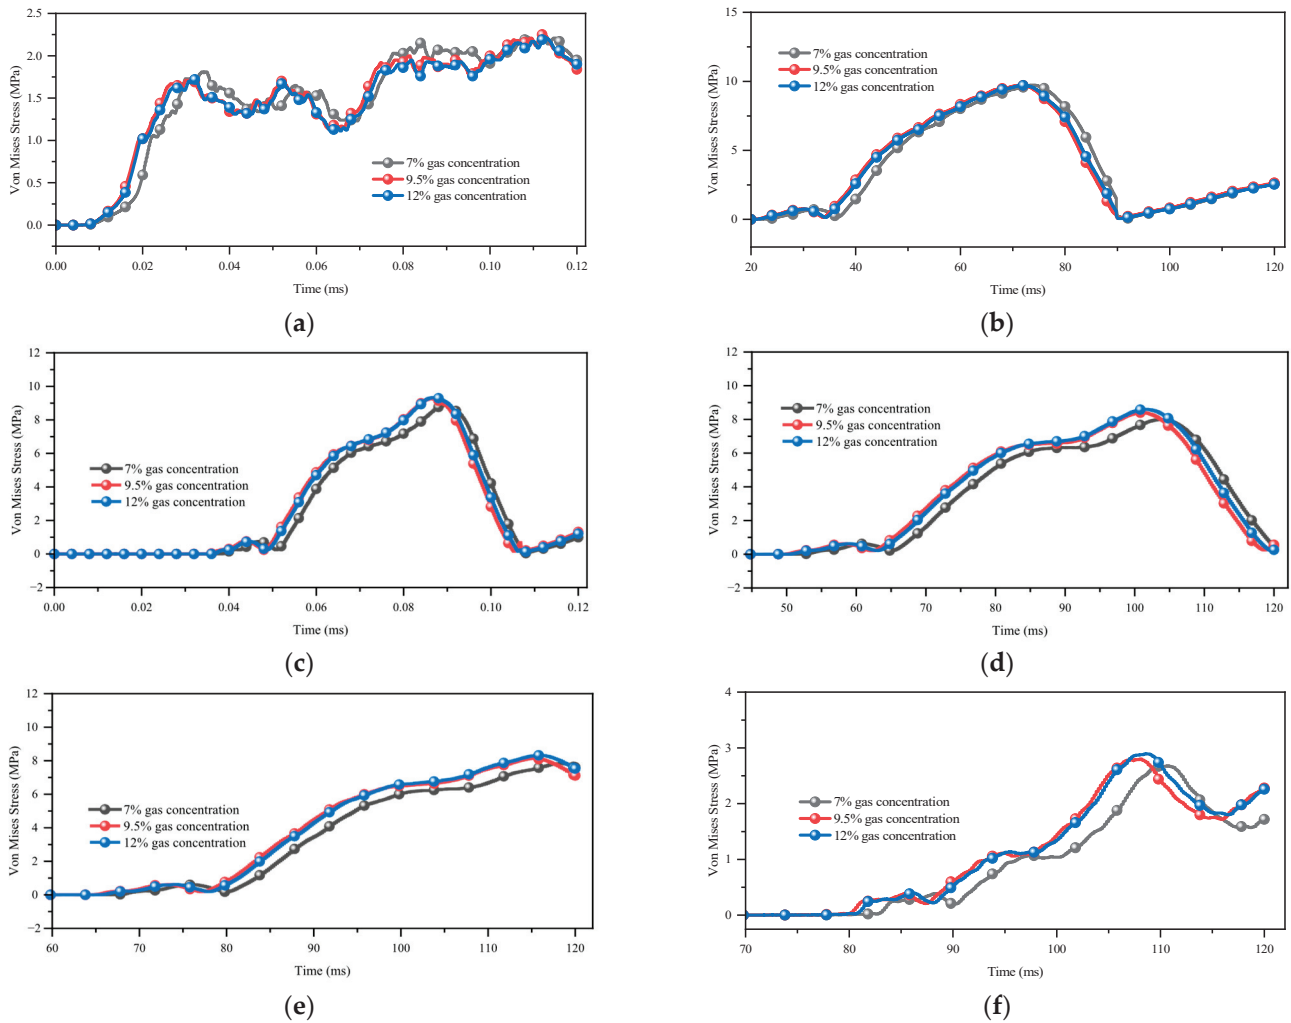 2.5
2.0
1.5
1.0
0.5
0.0
Von Mises Stress (MPa)
7% gas concentration
9.5% gas concentration
12% gas concentration
0.00 0.02 0.04 0.06 0.08 0.10 0.12
Time (ms)
(a)
15
10
5
0
Von Mises Stress (MPa)
7% gas concentration
9.5% gas concentration
12% gas concentration
20 40 60 80 100 120
Time (ms)
(b)
12
10
8
6
4
2
0
−2
Von Mises Stress (MPa)
7% gas concentration
9.5% gas concentration
12% gas concentration
0.00 0.02 0.04 0.06 0.08 0.10 0.12
Time (ms)
(c)
12
10
8
6
4
2
0
−2
Von Mises Stress (MPa)
7% gas concentration
9.5% gas concentration
12% gas concentration
50 60 70 80 90 100 110 120
Time (ms)
(d)
12
10
8
6
4
2
0
−2
Von Mises Stress (MPa)
7% gas concentration
9.5% gas concentration
12% gas concentration
60 70 80 90 100 110 120
Time (ms)
(e)
4
3
2
1
0
Von Mises Stress (MPa)
7% gas concentration
9.5% gas concentration
12% gas concentration
70 80 90 100 110 120
Time (ms)
(f)